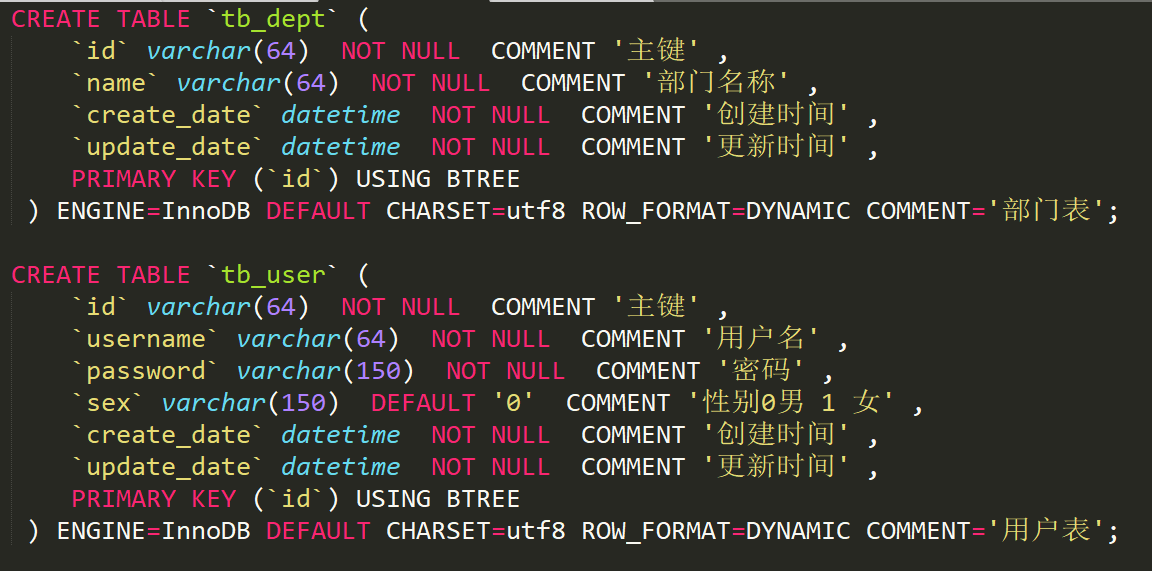 CREATE TABLE `tb_dept` (
`id` varchar(64) NOT NULL COMMENT '主键' ,
`name` varchar(64) NOT NULL COMMENT '部门名称' ,
`create_date` datetime NOT NULL COMMENT '创建时间' ,
`update_date` datetime NOT NULL COMMENT '更新时间' ,
PRIMARY KEY (`id`) USING BTREE
) ENGINE=InnoDB DEFAULT CHARSET=utf8 ROW_FORMAT=DYNAMIC COMMENT='部门表';
CREATE TABLE `tb_user` (
`id` varchar(64) NOT NULL COMMENT '主键' ,
`username` varchar(64) NOT NULL COMMENT '用户名' ,
`password` varchar(150) NOT NULL COMMENT '密码' ,
`sex` varchar(150) DEFAULT '0' COMMENT '性别0男 1 女' ,
`create_date` datetime NOT NULL COMMENT '创建时间' ,
`update_date` datetime NOT NULL COMMENT '更新时间' ,
PRIMARY KEY (`id`) USING BTREE
) ENGINE=InnoDB DEFAULT CHARSET=utf8 ROW_FORMAT=DYNAMIC COMMENT='用户表';